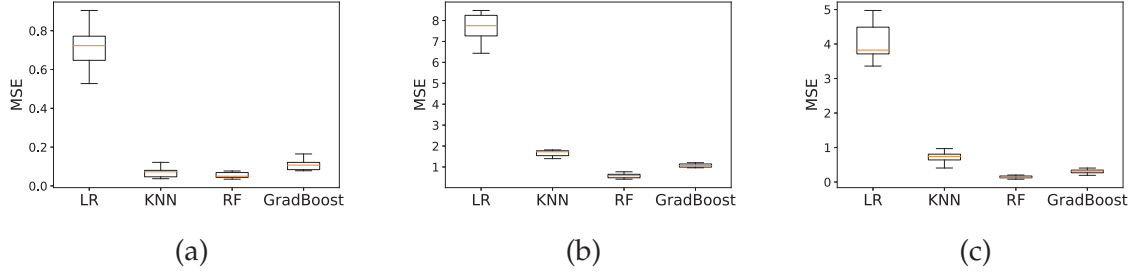 MSE
0.8
0.6
0.4
0.2
0.0
LR KNN RF GradBoost
(a)
MSE
8
7
6
5
4
3
2
1
LR KNN RF GradBoost
(b)
MSE
5
4
3
2
1
0
LR KNN RF GradBoost
(c)